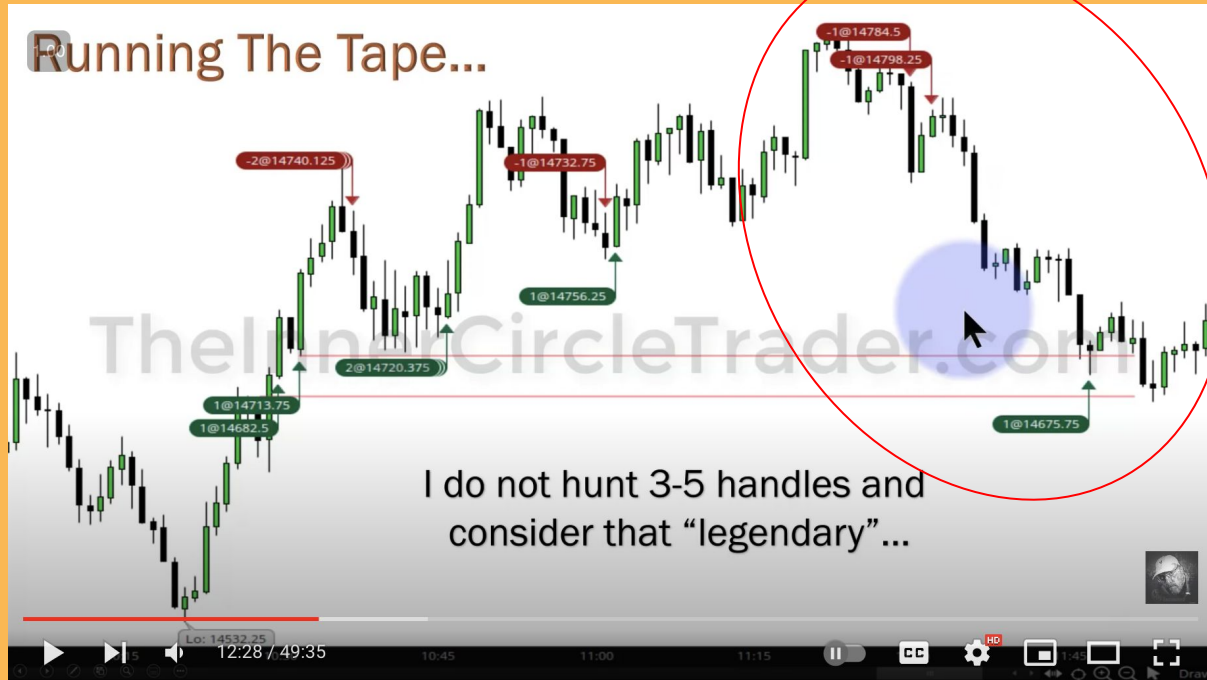 Running The Tape...
1.00
-1@14784.5
-1@14798.25
-2@14740.125
-1@14732.75
1@14756.25
TheInnerCircleTrader.com
2@14720.375
1@14713.75
1@14682.5
1@14675.75
I do not hunt 3-5 handles and
consider that “legendary”...
Lo: 14532.25
12:28 / 49:35
CC
HD
10:45
11:00
11:15
Draw